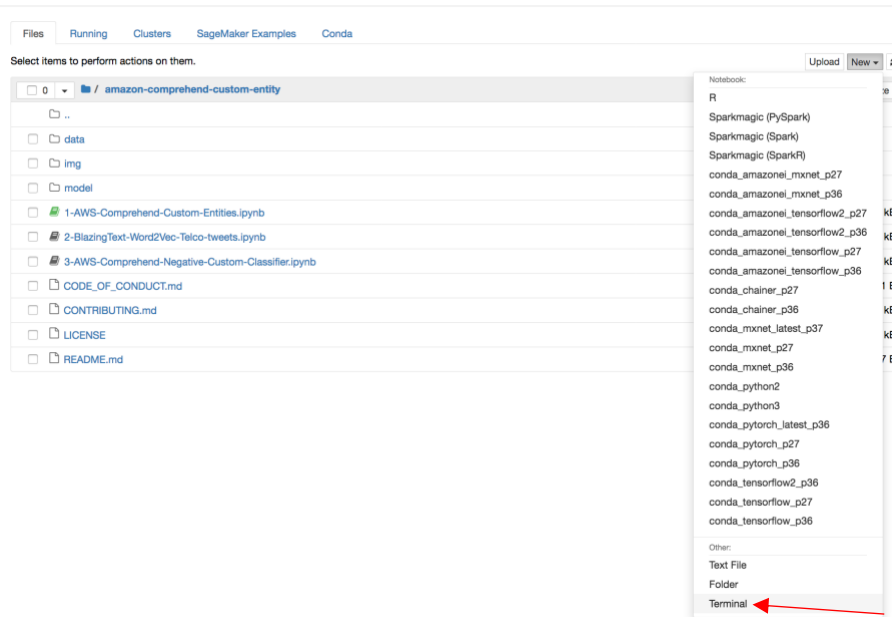 Files Running Clusters SageMaker Examples Conda
Select items to perform actions on them.
Upload New
0 / amazon-comprehend-custom-entity
..
data
img
model
1-AWS-Comprehend-Custom-Entities.ipynb
2-BlazingText-Word2Vec-Telco-tweets.ipynb
3-AWS-Comprehend-Negative-Custom-Classifier.ipynb
CODE_OF_CONDUCT.md
CONTRIBUTING.md
LICENSE
README.md
Notebook:
R
Sparkmagic (PySpark)
Sparkmagic (Spark)
Sparkmagic (SparkR)
conda_amazonei_mxnet_p27
conda_amazonei_mxnet_p36
conda_amazonei_tensorflow2_p27
conda_amazonei_tensorflow2_p36
conda_amazonei_tensorflow_p27
conda_amazonei_tensorflow_p36
conda_chainer_p27
conda_chainer_p36
conda_mxnet_latest_p37
conda_mxnet_p27
conda_mxnet_p36
conda_python2
conda_python3
conda_pytorch_latest_p36
conda_pytorch_p27
conda_pytorch_p36
conda_tensorflow2_p36
conda_tensorflow_p27
conda_tensorflow_p36
Other:
Text File
Folder
Terminal